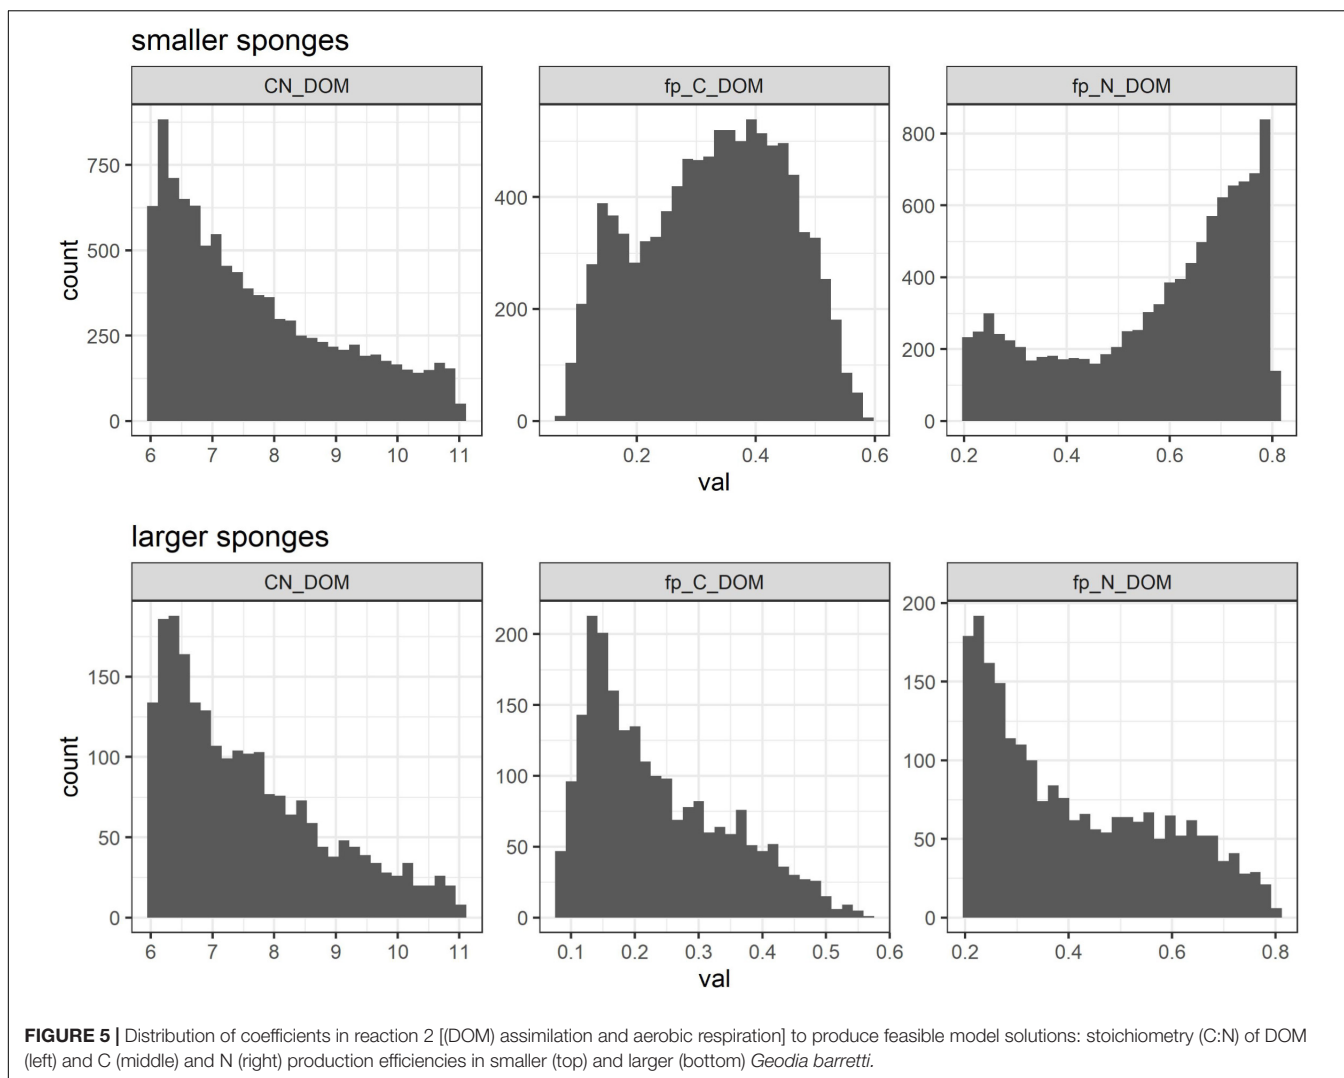 smaller sponges
CN_DOM
fp_C_DOM
fp_N_DOM
count
750
500
250
0
6 7 8 9 10 11
400
200
0
0.2 0.4 0.6
800
600
400
200
0
0.2 0.4 0.6 0.8
val
larger sponges
CN_DOM
fp_C_DOM
fp_N_DOM
count
150
100
50
0
6 7 8 9 10 11
200
150
100
50
0
0.1 0.2 0.3 0.4 0.5 0.6
200
150
100
50
0
0.2 0.4 0.6 0.8
val
FIGURE 5 | Distribution of coefficients in reaction 2 [(DOM) assimilation and aerobic respiration] to produce feasible model solutions: stoichiometry (C:N) of DOM
(left) and C (middle) and N (right) production efficiencies in smaller (top) and larger (bottom) Geodia barretti.